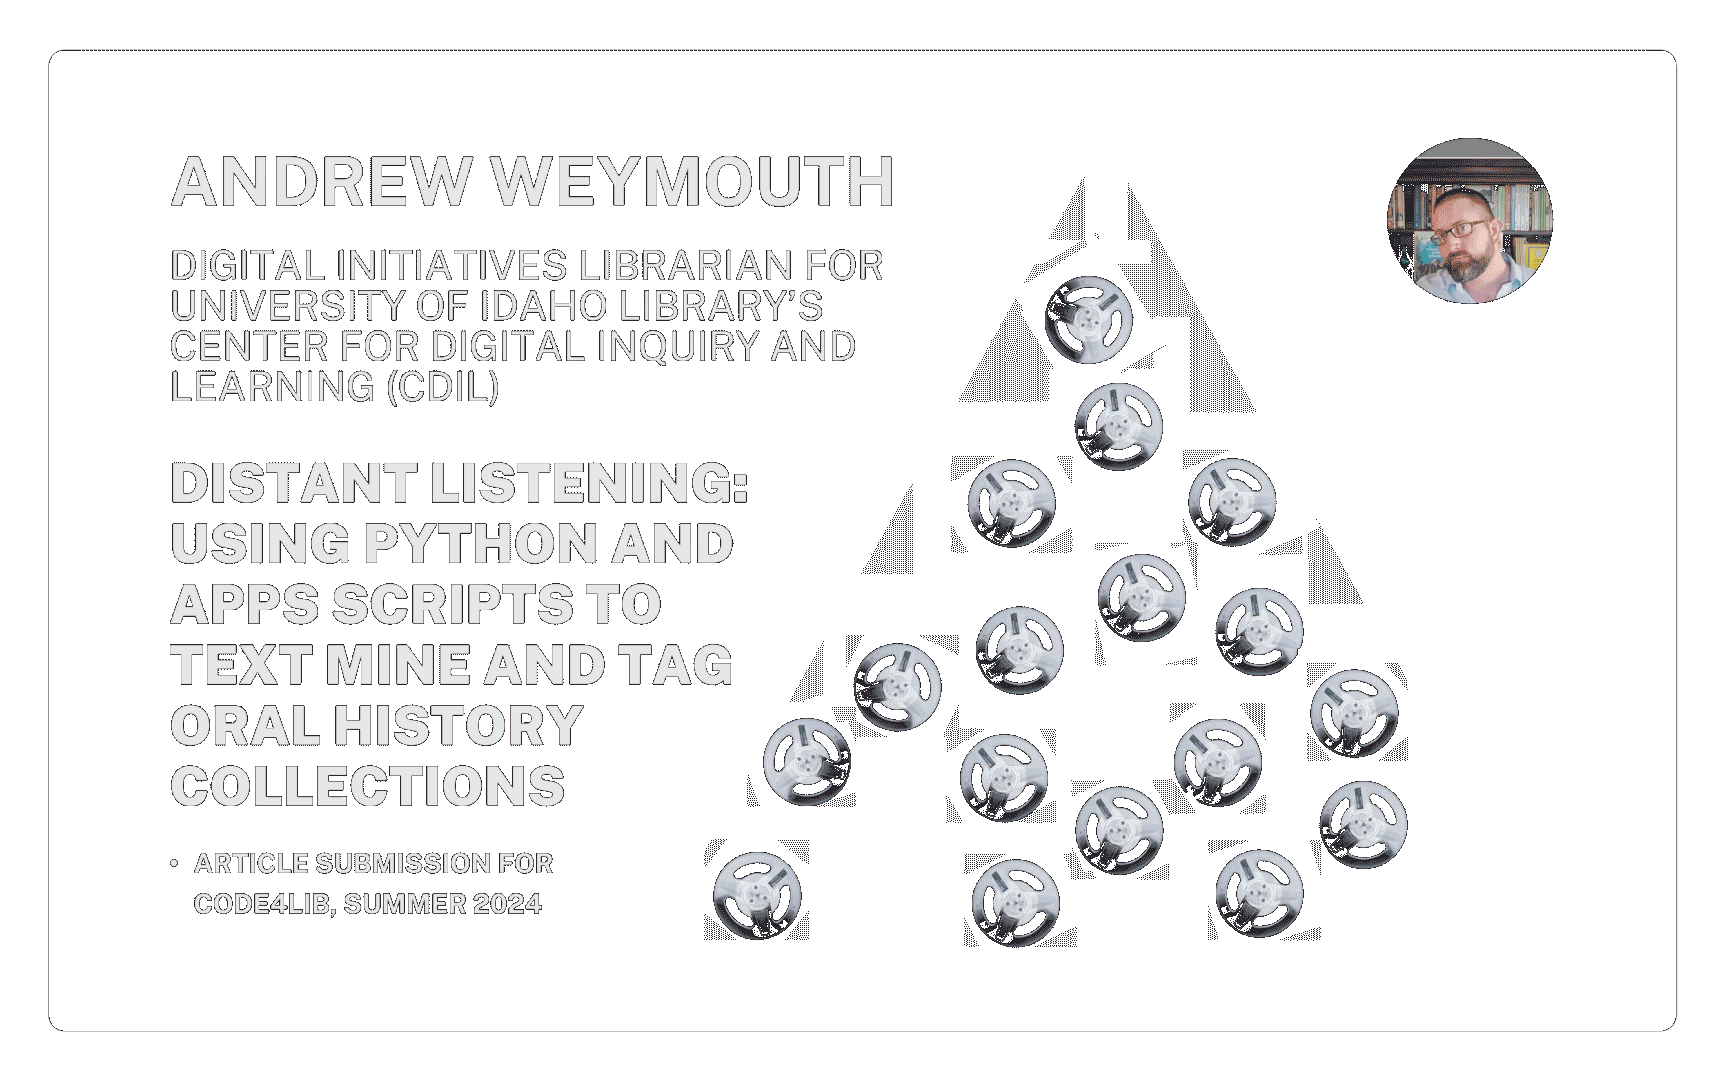 ANDREW WEYMOUTH
DIGITAL INITIATIVES LIBRARIAN FOR
UNIVERSITY OF IDAHO LIBRARY’S
CENTER FOR DIGITAL INQUIRY AND
LEARNING (CDIL)
DISTANT LISTENING:
USING PYTHON AND
APPS SCRIPTS TO
TEXT MINE AND TAG
ORAL HISTORY
COLLECTIONS
• ARTICLE SUBMISSION FOR
CODE4LIB, SUMMER 2024